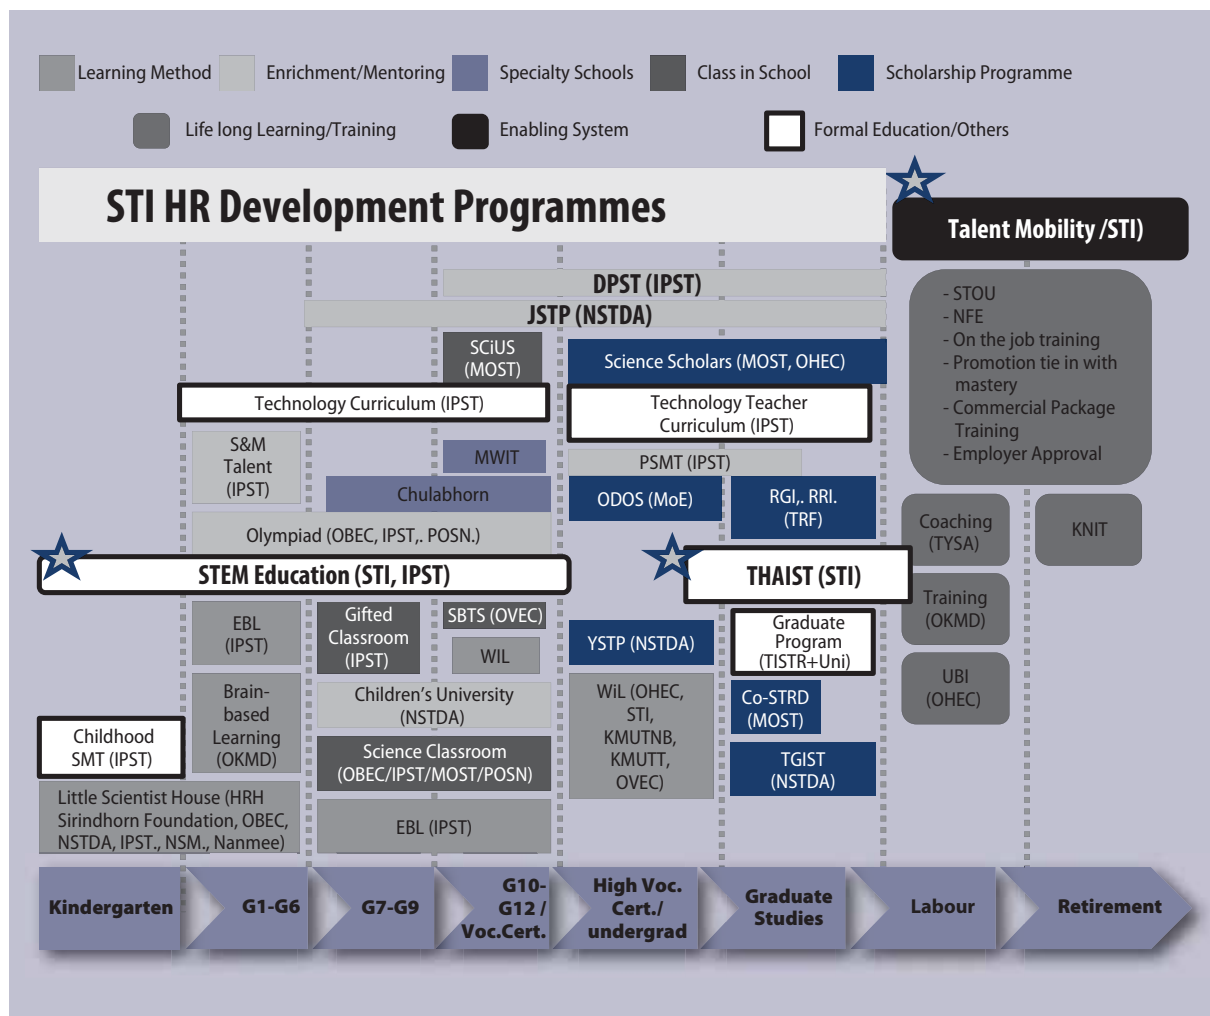 Learning Method
Enrichment/Mentoring
Specialty Schools
Class in School
Scholarship Programme
Life long Learning/Training
Enabling System
Formal Education/Others
STI HR Development Programmes
Talent Mobility /STI)
DPST (IPST)
JSTP (NSTDA)
- STOU
- NFE
- On the job training
- Promotion tie in with
mastery
- Commercial Package
Training
- Employer Approval
SCiUS
(MOST)
Science Scholars (MOST, OHEC)
Technology Curriculum (IPST)
Technology Teacher
Curriculum (IPST)
S&M
Talent
(IPST)
MWIT
PSMT (IPST)
Chulabhorn
ODOS (MoE)
RGI,. RRI.
(TRF)
Coaching
(TYSA)
KNIT
Olympiad (OBEC, IPST,. POSN.)
STEM Education (STI, IPST)
THAIST (STI)
Training
(OKMD)
EBL
(IPST)
Gifted
Classroom
(IPST)
SBTS (OVEC)
WIL
YSTP (NSTDA)
Graduate
Program
(TISTR+Uni)
UBI
(OHEC)
Brain-
based
Learning
(OKMD)
Children's University
(NSTDA)
WiL (OHEC,
STI,
KMUTNB,
KMUTT,
OVEC)
Co-STRD
(MOST)
Childhood
SMT (IPST)
Science Classroom
(OBEC/IPST/MOST/POSN)
TGIST
(NSTDA)
Little Scientist House (HRH
Sirindhorn Foundation, OBEC,
NSTDA, IPST., NSM., Nanmee)
EBL (IPST)
Kindergarten
G1-G6
G7-G9
G10-
G12 /
Voc.Cert.
High Voc.
Cert./
undergrad
Graduate
Studies
Labour
Retirement